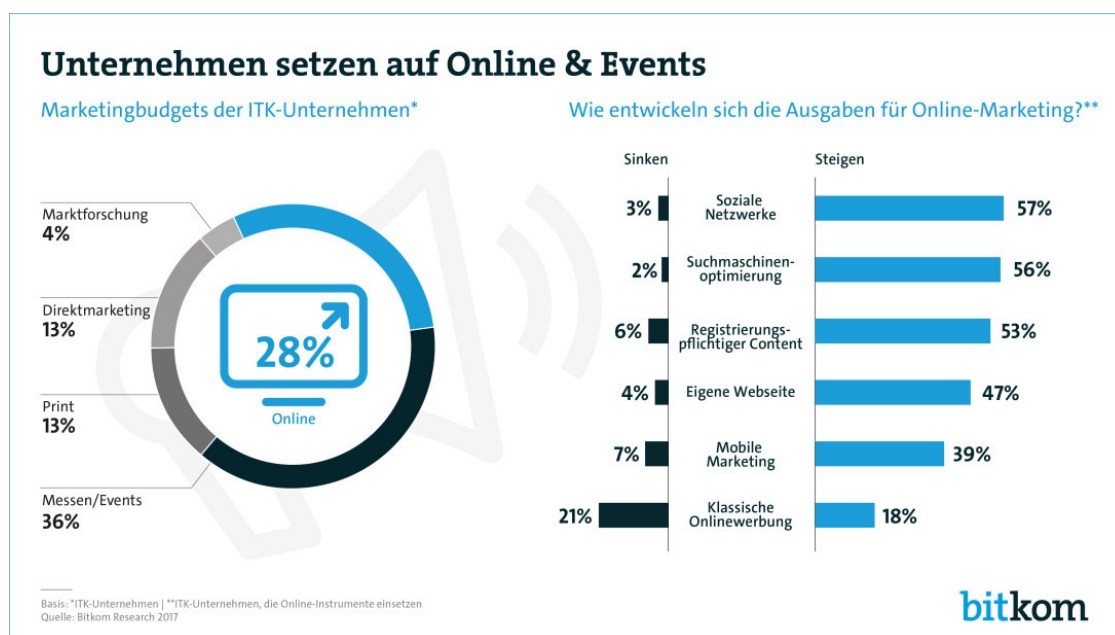 Unternehmen setzen auf Online & Events
Marketingbudgets der ITK-Unternehmen*
Marktforschung
4%
Direktmarketing
13%
Print
13%
Messen/Events
36%
28%
Online
Wie entwickeln sich die Ausgaben für Online-Marketing?**
Sinken
Steigen
3%
Soziale
Netzwerke
57%
2%
Suchmaschinen-
optimierung
56%
6%
Registrierungs-
pflichtiger Content
53%
4%
Eigene Webseite
47%
7%
Mobile
Marketing
39%
21%
Klassische
Onlinewerbung
18%
Basis: *ITK-Unternehmen | **ITK-Unternehmen, die Online-Instrumente einsetzen
Quelle: Bitkom Research 2017
bitkom